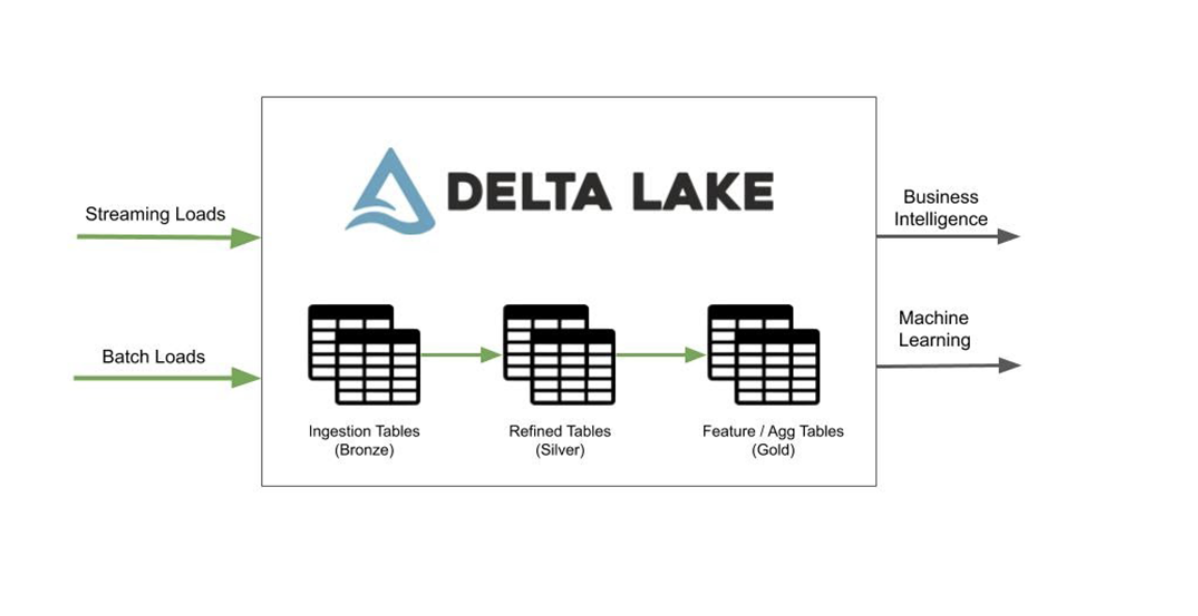 DELTA LAKE
Streaming Loads
Batch Loads
Ingestion Tables
(Bronze)
Refined Tables
(Silver)
Feature / Agg Tables
(Gold)
Business
Intelligence
Machine
Learning